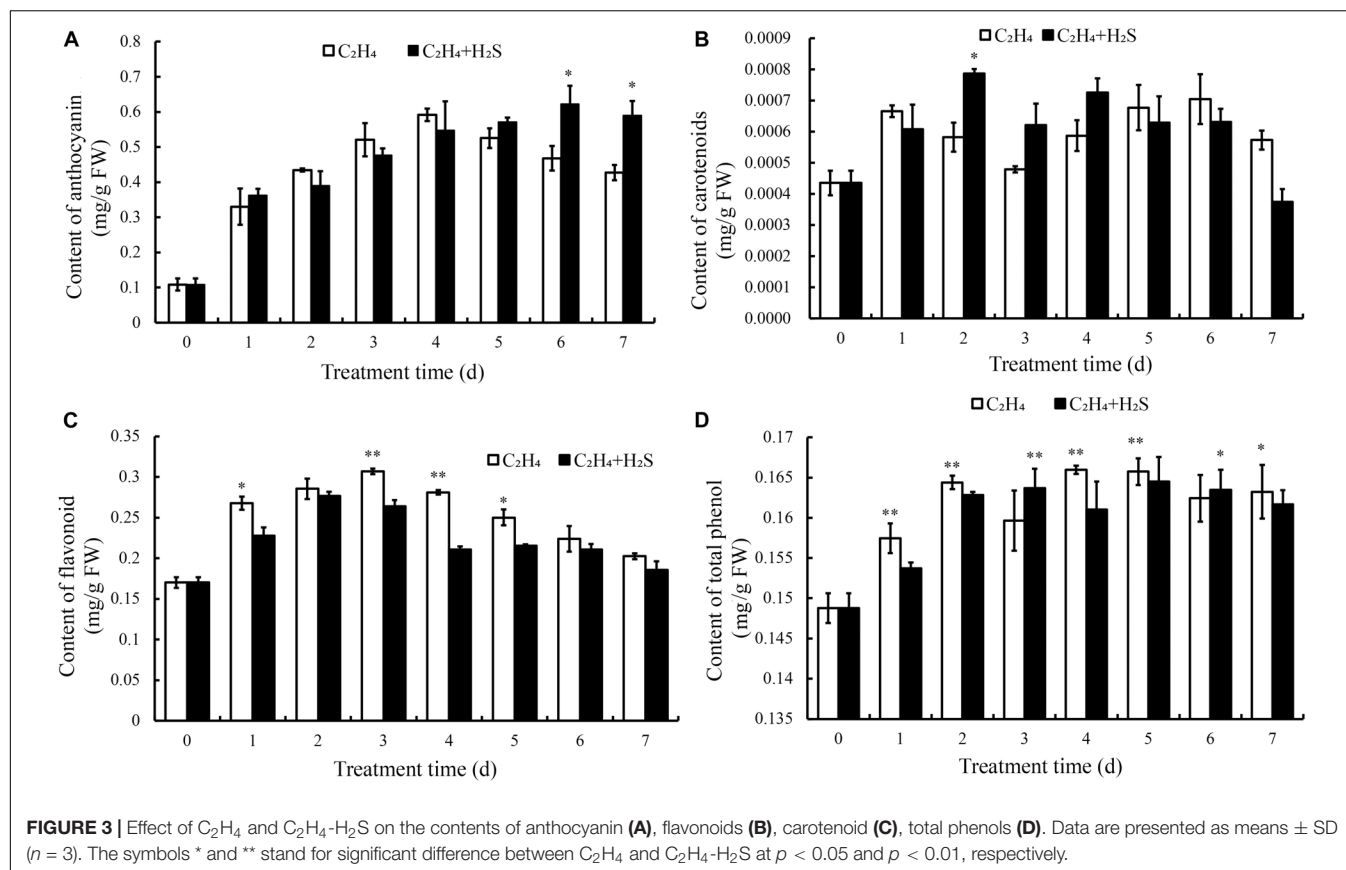 A
C₂H₄ C₂H₄+H₂S
Content of anthocyanin
(mg/g FW)
0.8
0.7
0.6
0.5
0.4
0.3
0.2
0.1
0
* *
0 1 2 3 4 5 6 7
Treatment time (d)
B
C₂H₄ C₂H₄+H₂S
Content of carotenoids
(mg/g FW)
0.0009
0.0008
0.0007
0.0006
0.0005
0.0004
0.0003
0.0002
0.0001
0.0000
*
0 1 2 3 4 5 6 7
Treatment time (d)
C
C₂H₄ C₂H₄+H₂S
Content of flavonoid
(mg/g FW)
0.35
0.3
0.25
0.2
0.15
0.1
0.05
0
* ** ** *
0 1 2 3 4 5 6 7
Treatment time (d)
D
C₂H₄ C₂H₄+H₂S
Content of total phenol
(mg/g FW)
0.17
0.165
0.16
0.155
0.15
0.145
0.14
0.135
** ** ** ** ** * *
0 1 2 3 4 5 6 7
Treatment time (d)
FIGURE 3 | Effect of C₂H₄ and C₂H₄-H₂S on the contents of anthocyanin (A), flavonoids (B), carotenoid (C), total phenols (D). Data are presented as means ± SD
(n = 3). The symbols * and ** stand for significant difference between C₂H₄ and C₂H₄-H₂S at p < 0.05 and p < 0.01, respectively.